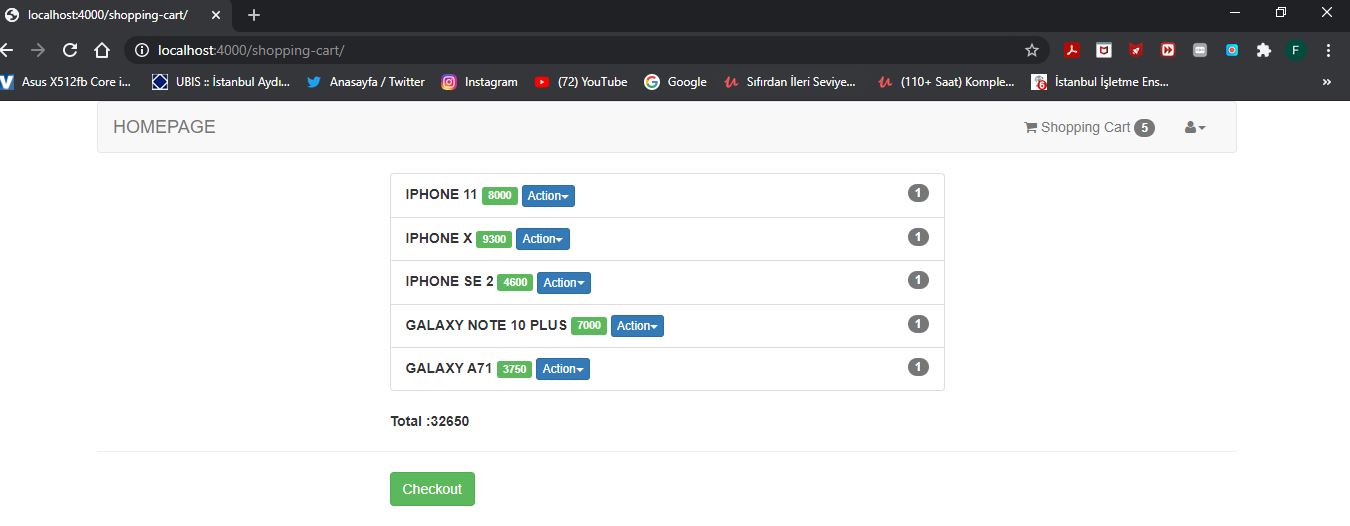 localhost:4000/shopping-cart/
localhost:4000/shopping-cart/
F
Asus X512fb Core i...
UBIS :: İstanbul Aydı...
Anasayfa / Twitter
Instagram
(72) YouTube
Google
Sıfırdan İleri Seviye...
(110+ Saat) Komple...
İstanbul İşletme Ens...
»
HOMEPAGE
Shopping Cart 5
IPHONE 11 8000 Action 1
IPHONE X 9300 Action 1
IPHONE SE 2 4600 Action 1
GALAXY NOTE 10 PLUS 7000 Action 1
GALAXY A71 3750 Action 1
Total :32650
Checkout